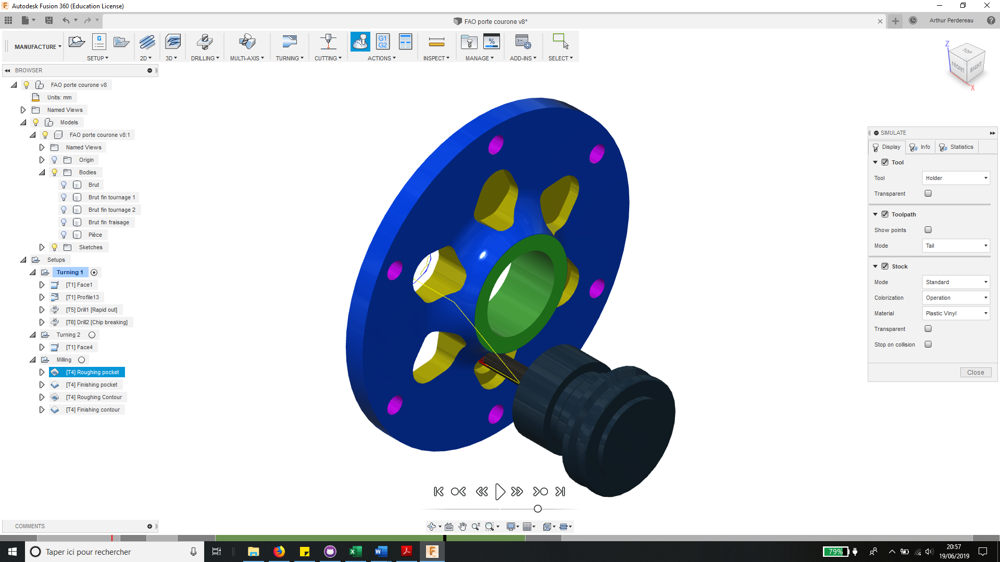 Autodesk Fusion 360 (Education License)
FAO porte courone v8*
Arthur Perdereau
MANUFACTURE
SETUP
2D
3D
DRILLING
MULTI-AXIS
TURNING
CUTTING
G
G1
G2
ACTIONS
INSPECT
%
MANAGE
ADD-INS
SELECT
Z
TOP
FRONT
RIGHT
X
BROWSER
FAO porte courone v8
Units: mm
Named Views
Models
FAO porte courone v8:1
Named Views
Origin
Bodies
Brut
Brut fin tournage 1
Brut fin tournage 2
Brut fin fraisage
Pièce
Sketches
Setups
Turning 1
[T1] Face1
[T1] Profile13
[T5] Drill1 [Rapid out]
[T6] Drill2 [Chip breaking]
Turning 2
[T1] Face4
Milling
[T4] Roughing pocket
[T4] Finishing pocket
[T4] Roughing Contour
[T4] Finishing contour
SIMULATE
Display
Info
Statistics
Tool
Tool Holder
Transparent
Toolpath
Show points
Mode Tail
Stock
Mode Standard
Colorization Operation
Material Plastic Vinyl
Transparent
Stop on collision
Close
COMMENTS
Taper ici pour rechercher
79%
20:57
19/06/2019